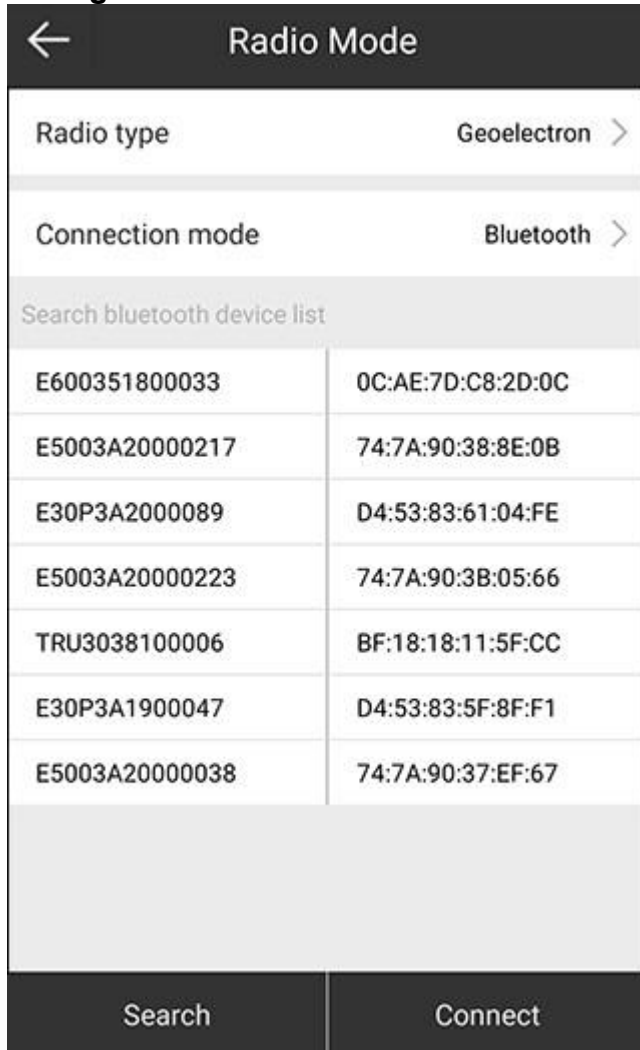 Radio Mode
Radio type Geoelectron
Connection mode Bluetooth
Search bluetooth device list
E600351800033 0C:AE:7D:C8:2D:0C
E5003A20000217 74:7A:90:38:8E:0B
E30P3A2000089 D4:53:83:61:04:FE
E5003A20000223 74:7A:90:3B:05:66
TRU3038100006 BF:18:18:11:5F:CC
E30P3A1900047 D4:53:83:5F:8F:F1
E5003A20000038 74:7A:90:37:EF:67
Search Connect